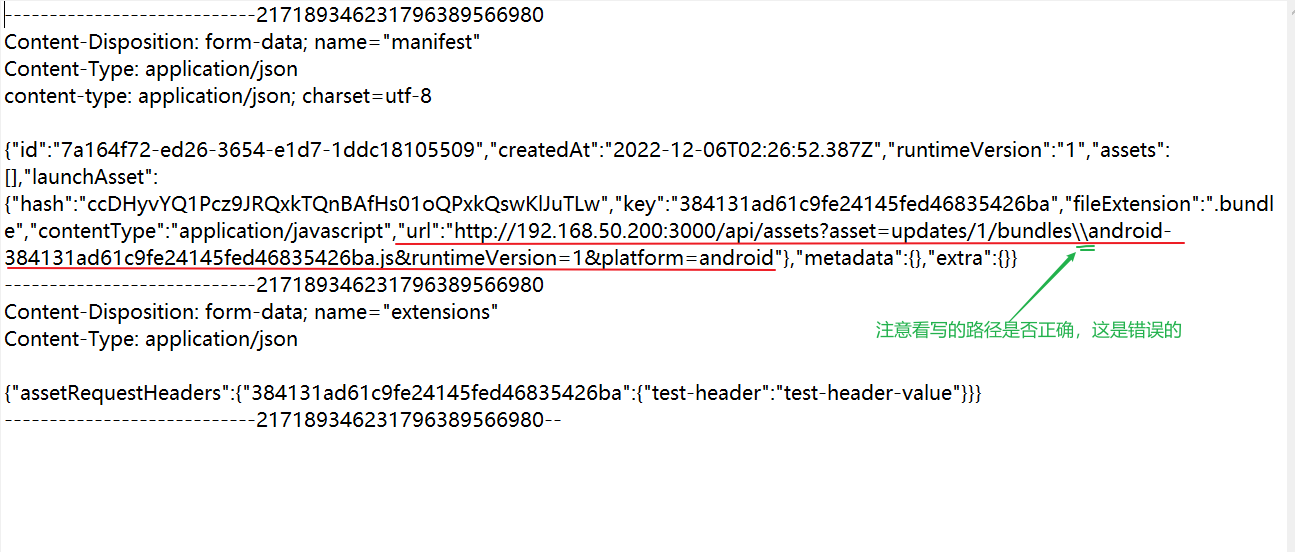 ----------------------------217189346231796389566980
Content-Disposition: form-data; name="manifest"
Content-Type: application/json
content-type: application/json; charset=utf-8
{"id":"7a164f72-ed26-3654-e1d7-1ddc18105509","createdAt":"2022-12-06T02:26:52.387Z","runtimeVersion":"1","assets":
[],"launchAsset":
{"hash":"ccDHyvYQ1Pcz9JRQxkTQnBAfHs01oQPxkQswKlJuTLw","key":"384131ad61c9fe24145fed46835426ba","fileExtension":".bundl
e","contentType":"application/javascript","url":"http://192.168.50.200:3000/api/assets?asset=updates/1/bundles\\android-
384131ad61c9fe24145fed46835426ba.js&runtimeVersion=1&platform=android"},"metadata":{},"extra":{}}
----------------------------217189346231796389566980
Content-Disposition: form-data; name="extensions"
注意看写的路径是否正确，这是错误的
Content-Type: application/json
{"assetRequestHeaders":{"384131ad61c9fe24145fed46835426ba":{"test-header":"test-header-value"}}}
----------------------------217189346231796389566980--